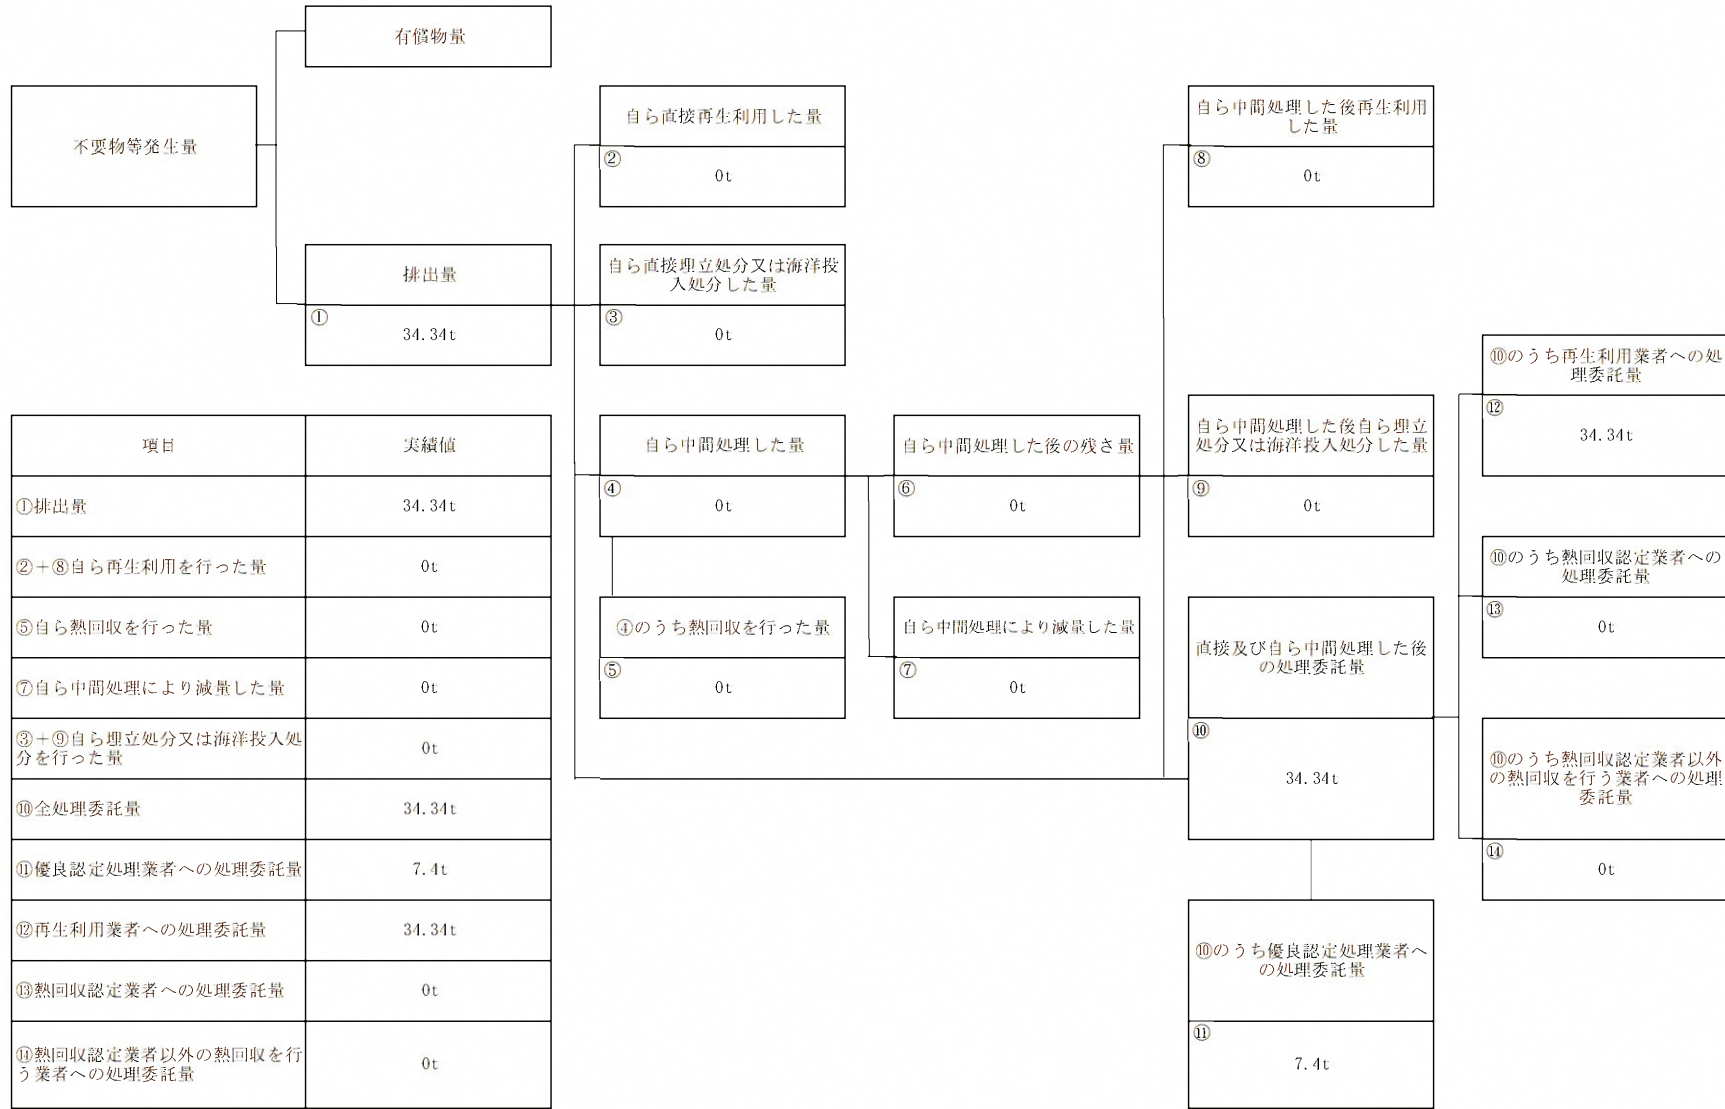 有償物量
不要物等発生量
自ら直接再生利用した量
②
0t
自ら中間処理した後再生利用
した量
⑧
0t
排出量
①
34.34t
自ら直接埋立処分又は海洋投
入処分した量
③
0t
⑩のうち再生利用業者への処
理委託量
⑫
34.34t
自ら中間処理した量
④
0t
自ら中間処理した後の残さ量
⑥
0t
自ら中間処理した後自ら埋立
処分又は海洋投入処分した量
⑨
0t
⑩のうち熱回収認定業者への
処理委託量
⑬
0t
④のうち熱回収を行った量
⑤
0t
自ら中間処理により減量した量
⑦
0t
直接及び自ら中間処理した後
の処理委託量
⑩
34.34t
⑩のうち熱回収認定業者以外
の熱回収を行う業者への処理
委託量
⑭
0t
⑩のうち優良認定処理業者へ
の処理委託量
⑪
7.4t
項目
実績値
①排出量
34.34t
②+⑧自ら再生利用を行った量
0t
⑤自ら熱回収を行った量
0t
⑦自ら中間処理により減量した量
0t
③+⑨自ら埋立処分又は海洋投入処
分を行った量
0t
⑩全処理委託量
34.34t
⑪優良認定処理業者への処理委託量
7.4t
⑫再生利用業者への処理委託量
34.34t
⑬熱回収認定業者への処理委託量
0t
⑭熱回収認定業者以外の熱回収を行
う業者への処理委託量
0t